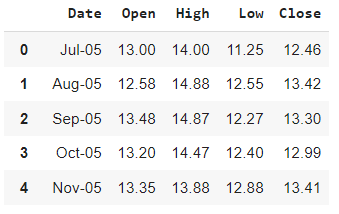 Date Open High Low Close
0 Jul-05 13.00 14.00 11.25 12.46
1 Aug-05 12.58 14.88 12.55 13.42
2 Sep-05 13.48 14.87 12.27 13.30
3 Oct-05 13.20 14.47 12.40 12.99
4 Nov-05 13.35 13.88 12.88 13.41